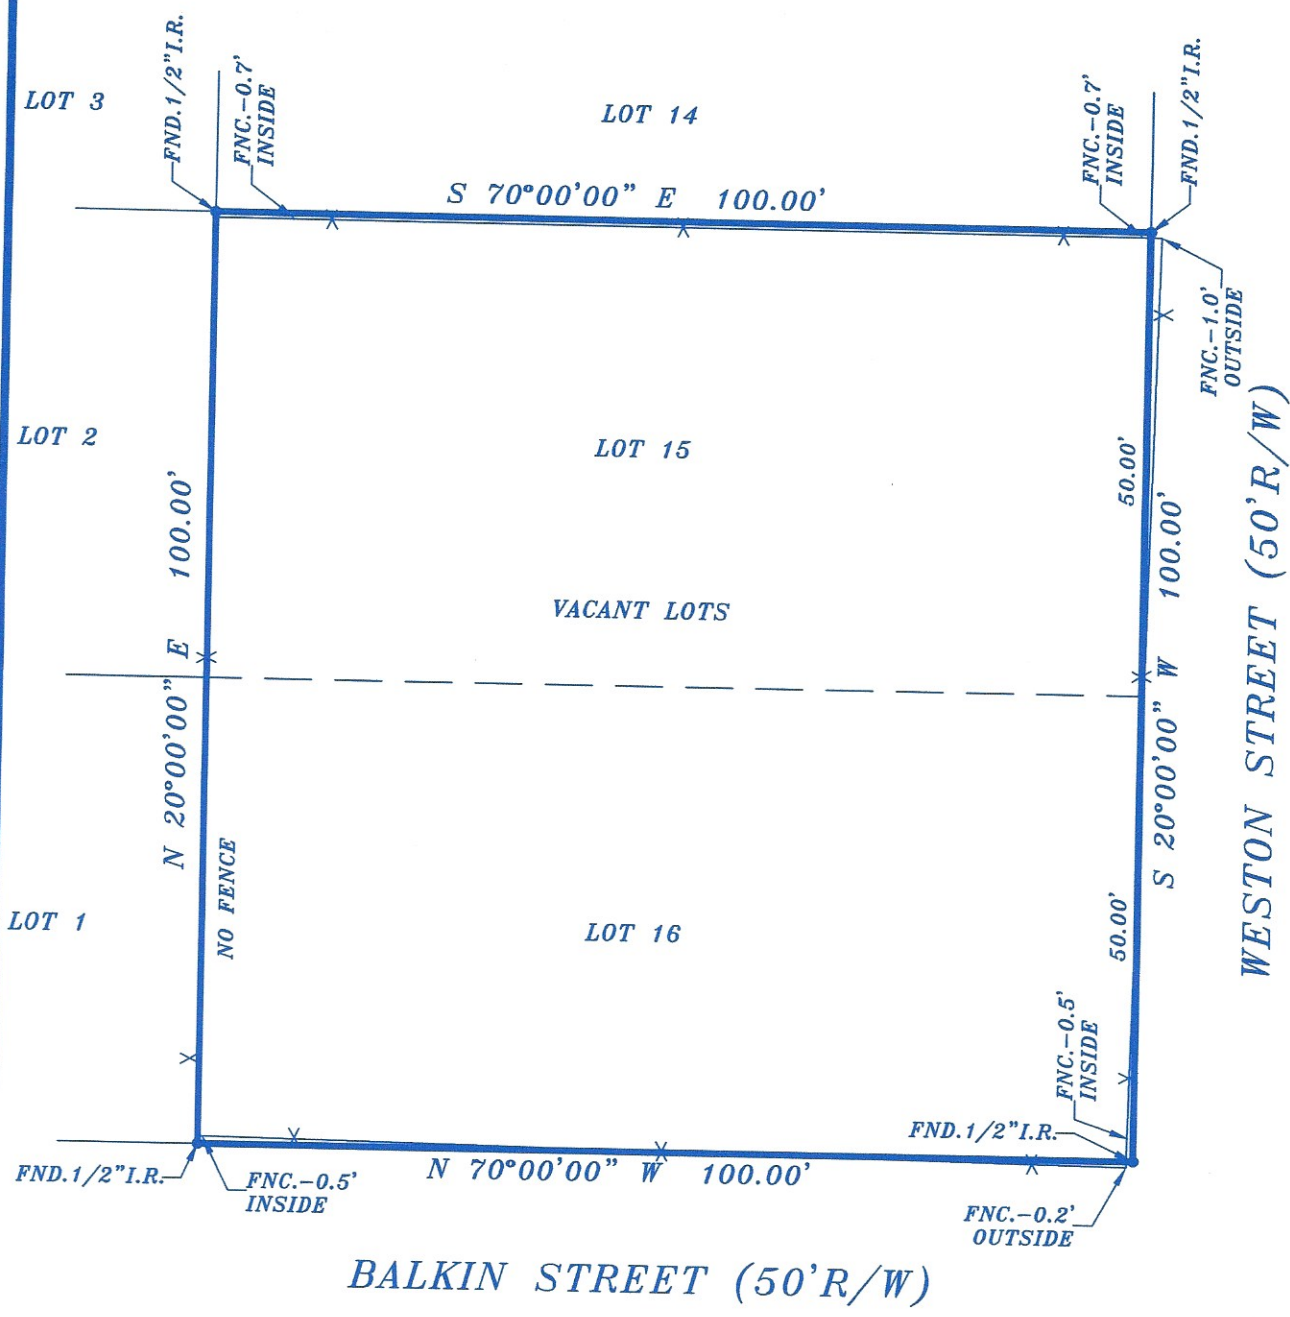 LOT 3
FND.1/2"I.R.
FNC.-0.7'
INSIDE
LOT 14
FNC.-0.7'
INSIDE
FND.1/2"I.R.
S 70°00'00" E 100.00'
FNC.-1.0'
OUTSIDE
LOT 2
LOT 15
50.00'
N 20°00'00" E 100.00'
S 20°00'00" W 100.00'
WESTON STREET (50'R/W)
VACANT LOTS
NO FENCE
LOT 1
LOT 16
50.00'
FNC.-0.5'
INSIDE
FND.1/2"I.R.
FND.1/2"I.R.
FNC.-0.5'
INSIDE
N 70°00'00" W 100.00'
FNC.-0.2'
OUTSIDE
BALKIN STREET (50'R/W)